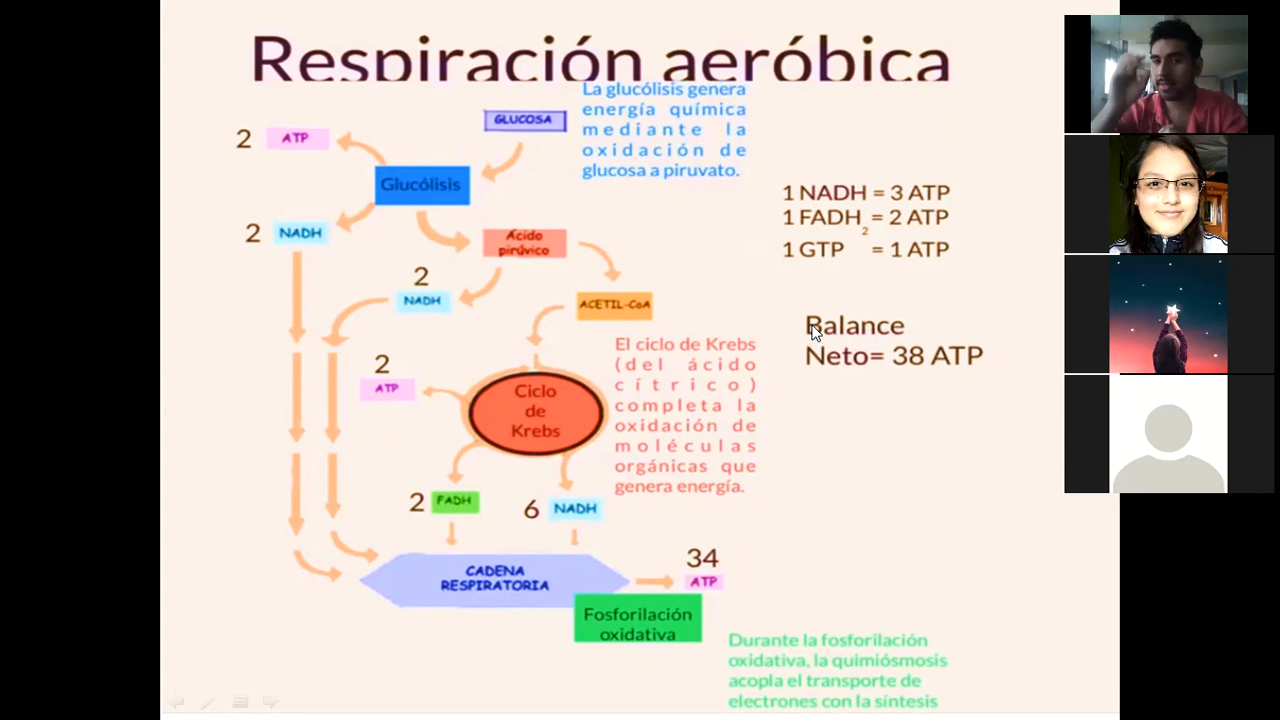 Respiración aeróbica
La glucólisis genera
energía química
mediante la
oxidación de
glucosa a piruvato.
GLUCOSA
2 ATP
Glucólisis
2 NADH
Ácido
pirúvico
2
NADH
ACETIL-CoA
1 NADH = 3 ATP
1 FADH2 = 2 ATP
1 GTP = 1 ATP
Balance
Neto= 38 ATP
El ciclo de Krebs
(del ácido
cítrico)
completa la
oxidación de
moléculas
orgánicas que
genera energía.
2
ATP
Ciclo
de
Krebs
2 FADH
6 NADH
CADENA
RESPIRATORIA
34
ATP
Fosforilación
oxidativa
Durante la fosforilación
oxidativa, la quimiósmosis
acopla el transporte de
electrones con la síntesis